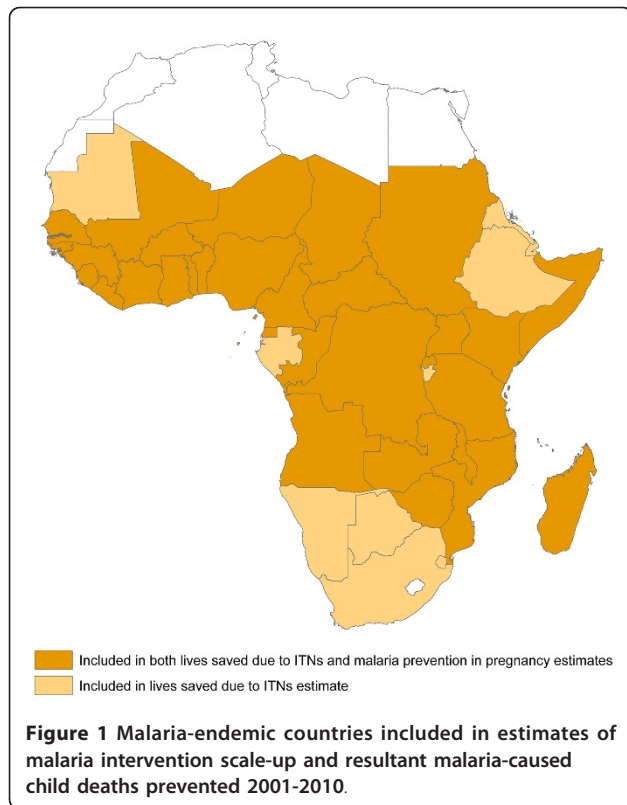 Included in both lives saved due to ITNs and malaria prevention in pregnancy estimates
Included in lives saved due to ITNs estimate
Figure 1 Malaria-endemic countries included in estimates of
malaria intervention scale-up and resultant malaria-caused
child deaths prevented 2001-2010.